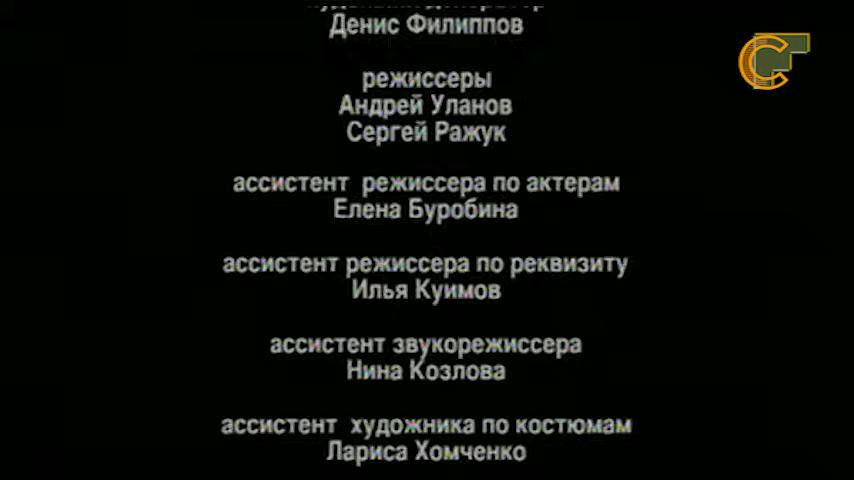 Денис Филиппов
режиссеры
Андрей Уланов
Сергей Ражук
ассистент режиссера по актерам
Елена Буробина
ассистент режиссера по реквизиту
Илья Куимов
ассистент звукорежиссера
Нина Козлова
ассистент художника по костюмам
Лариса Хомченко